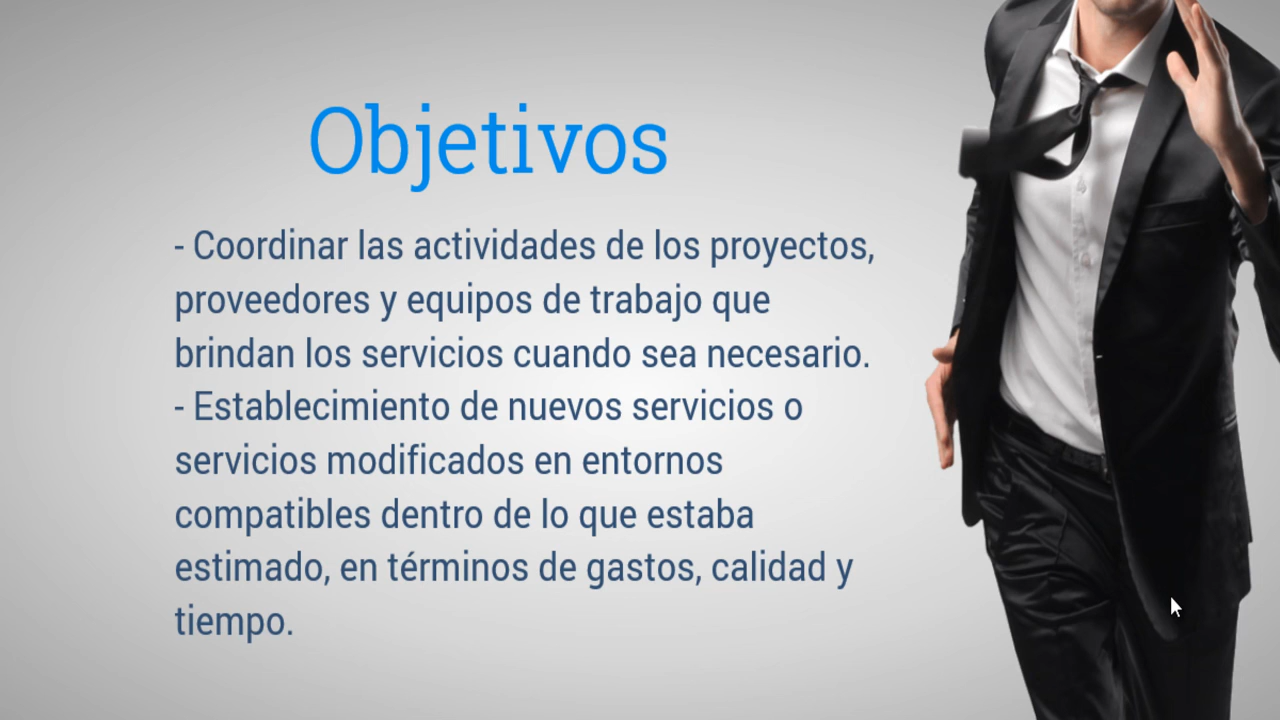 Objetivos
- Coordinar las actividades de los proyectos,
proveedores y equipos de trabajo que
brindan los servicios cuando sea necesario.
- Establecimiento de nuevos servicios o
servicios modificados en entornos
compatibles dentro de lo que estaba
estimado, en términos de gastos, calidad y
tiempo.